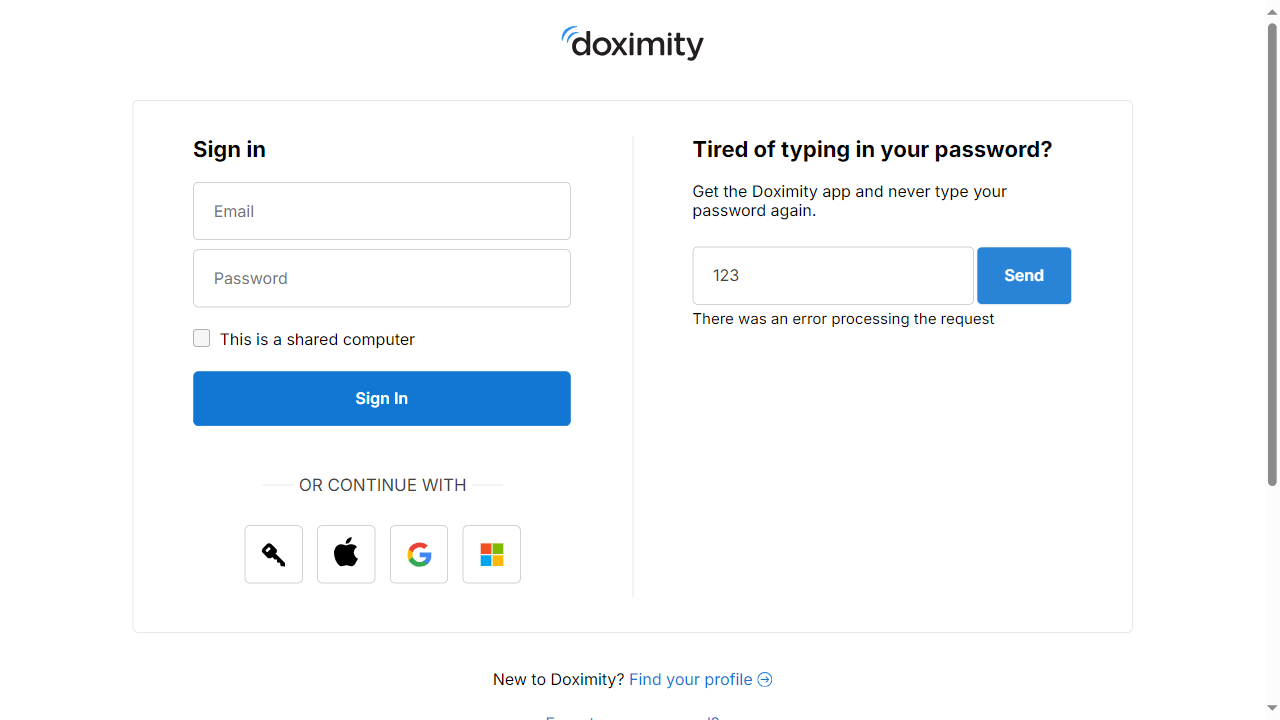 doximity
Sign in
Email
Password
This is a shared computer
Sign In
OR CONTINUE WITH
Tired of typing in your password?
Get the Doximity app and never type your
password again.
123
Send
There was an error processing the request
New to Doximity? Find your profile